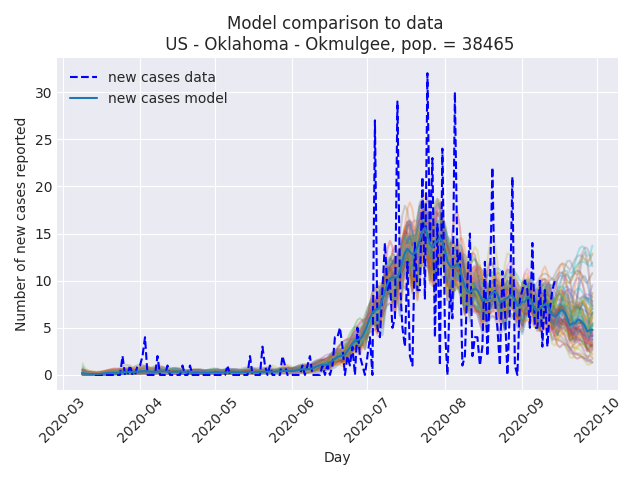 Model comparison to data
US - Oklahoma - Okmulgee, pop. = 38465
new cases data
new cases model
Number of new cases reported
30
25
20
15
10
5
0
2020-03
2020-04
2020-05
2020-06
2020-07
2020-08
2020-09
2020-10
Day